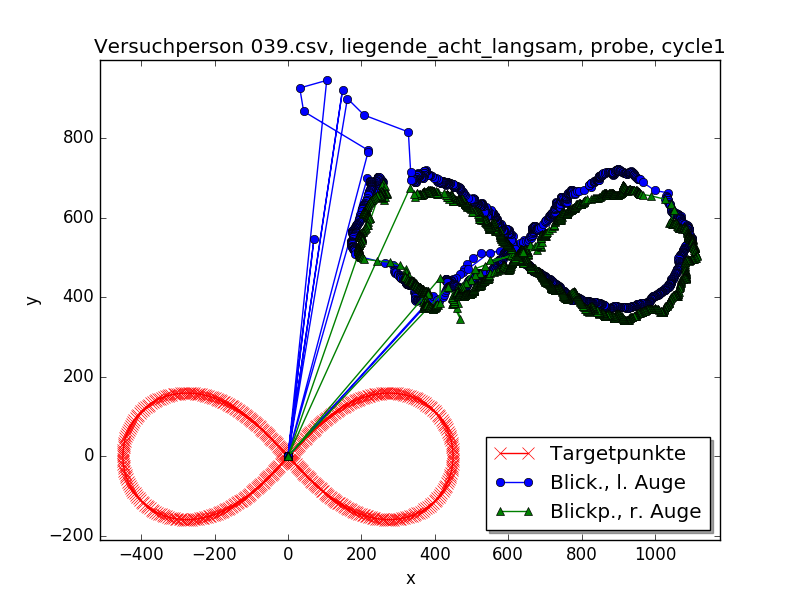 Versuchperson 039.csv, liegende_acht_langsam, probe, cycle1
y
800
600
400
200
0
−200
−400
−200
0
200
400
600
800
1000
x
Targetpunkte
Blick., l. Auge
Blickp., r. Auge